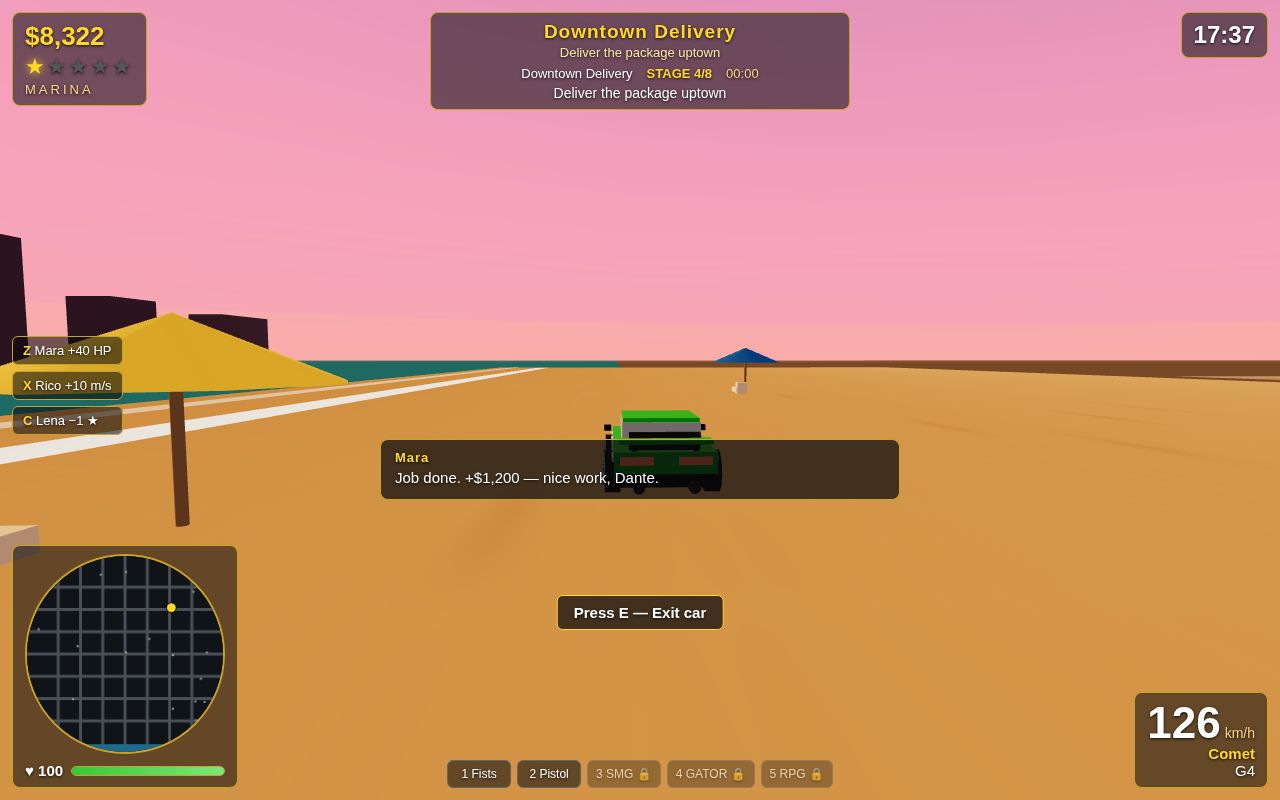 $8,322
MARINA
Downtown Delivery
Deliver the package uptown
Downtown Delivery STAGE 4/8 00:00
Deliver the package uptown
17:37
Z Mara +40 HP
X Rico +10 m/s
C Lena −1 ★
Mara
Job done. +$1,200 — nice work, Dante.
Press E — Exit car
♥ 100
1 Fists
2 Pistol
3 SMG 🔒
4 GATOR 🔒
5 RPG 🔒
126 km/h
Comet
G4